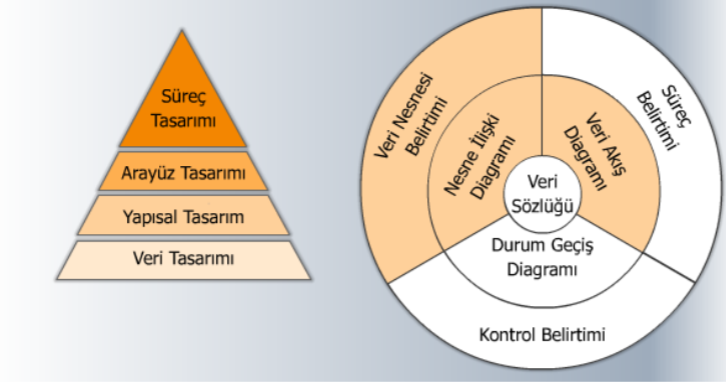 Süreç
Tasarımı
Arayüz Tasarımı
Yapısal Tasarım
Veri Tasarımı
Veri Nesnesi
Belirtimi
Nesne İlişki
Diagramı
Veri Akış
Diagramı
Süreç
Belirtimi
Veri
Sözlüğü
Durum Geçiş
Diagramı
Kontrol Belirtimi